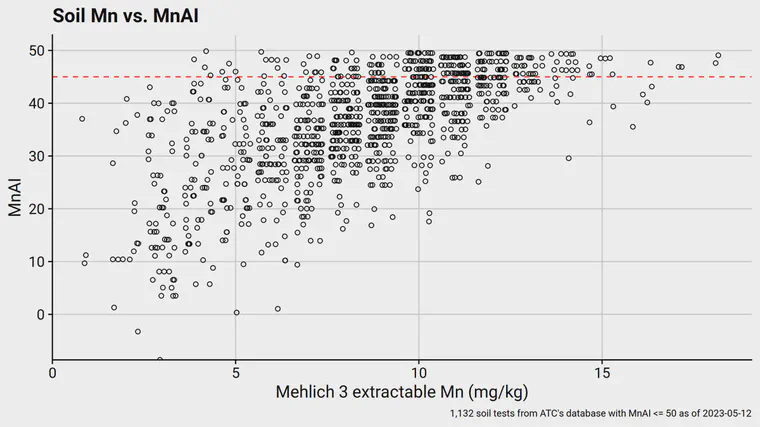 Soil Mn vs. MnAI
50
40
30
20
10
0
MnAI
0 5 10 15
Mehlich 3 extractable Mn (mg/kg)
1,132 soil tests from ATC's database with MnAI <= 50 as of 2023-05-12